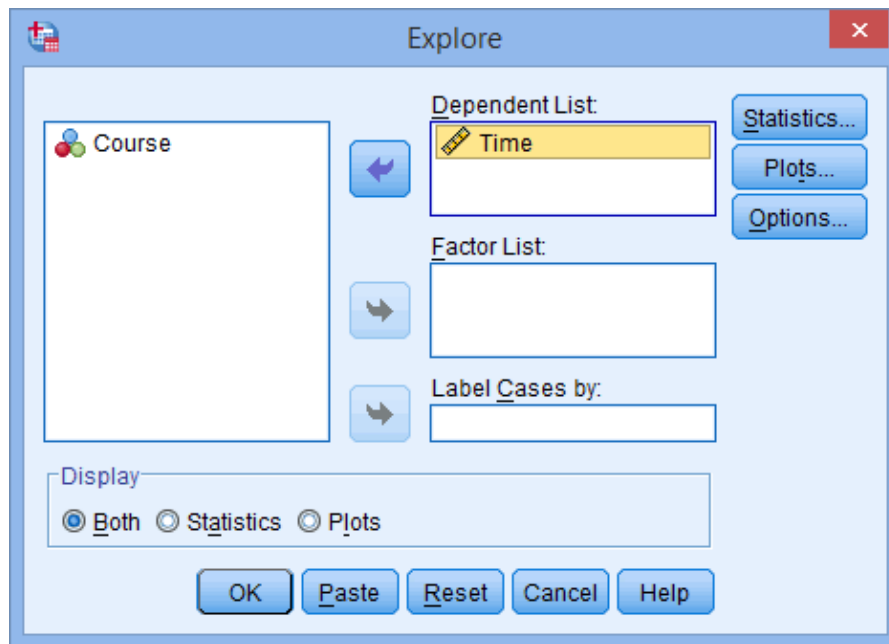 Explore
Course
Dependent List:
Time
Statistics...
Plots...
Options...
Factor List:
Label Cases by:
Display
Both Statistics Plots
OK Paste Reset Cancel Help